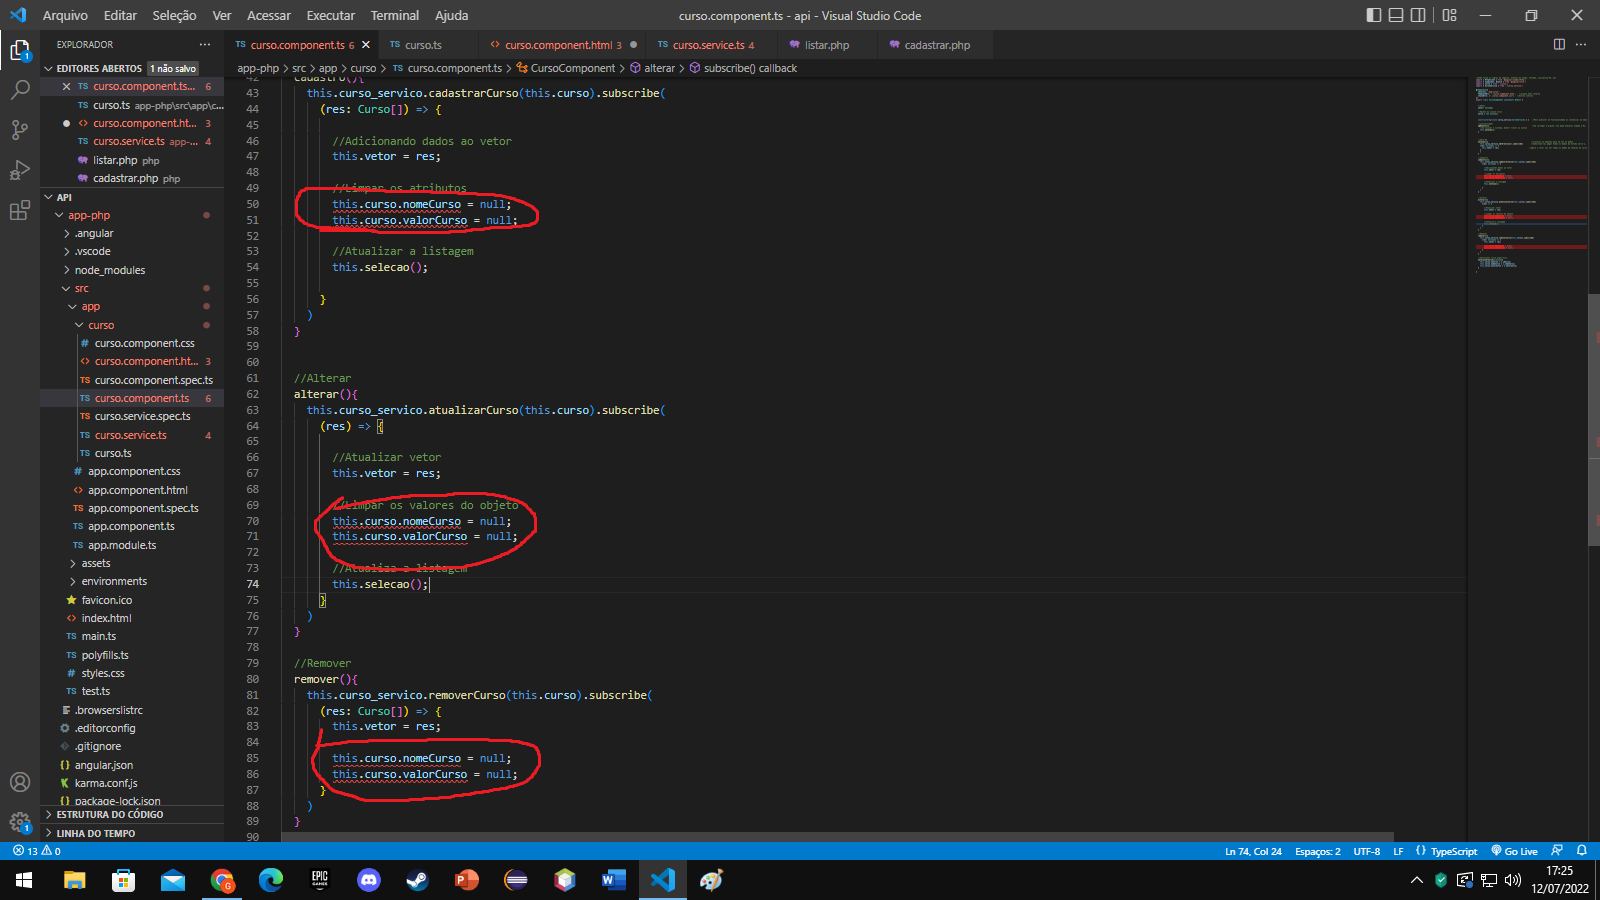 Arquivo Editar Seleção Ver Acessar Executar Terminal Ajuda
curso.component.ts - api - Visual Studio Code
EXPLORADOR
curso.component.ts 6 curso.ts curso.component.html 3 curso.service.ts 4 listar.php cadastrar.php
app-php > src > app > curso > TS curso.component.ts > CursoComponent > alterar > subscribe() callback
EDITORES ABERTOS 1 não salvo
TS curso.component.ts... 6
TS curso.ts app-php\src\app\c...
curso.component.ht... 3
TS curso.service.ts app-... 4
listar.php php
cadastrar.php php
API
app-php
.angular
.vscode
node_modules
src
app
curso
curso.component.css
curso.component.ht... 3
TS curso.component.spec.ts
TS curso.component.ts 6
TS curso.service.spec.ts
TS curso.service.ts 4
TS curso.ts
app.component.css
app.component.html
TS app.component.spec.ts
TS app.component.ts
TS app.module.ts
assets
environments
favicon.ico
index.html
TS main.ts
TS polyfills.ts
styles.css
TS test.ts
.browserslistrc
.editorconfig
.gitignore
angular.json
karma.conf.js
package-lock.json
ESTRUTURA DO CÓDIGO
LINHA DO TEMPO
42 cadastro(){
43 this.curso_servico.cadastrarCurso(this.curso).subscribe(
44 (res: Curso[]) => {
45
46 //Adicionando dados ao vetor
47 this.vetor = res;
48
49 //Limpar os atributos
50 this.curso.nomeCurso = null;
51 this.curso.valorCurso = null;
52
53 //Atualizar a listagem
54 this.selecao();
55
56 }
57 )
58 }
59
60
61 //Alterar
62 alterar(){
63 this.curso_servico.atualizarCurso(this.curso).subscribe(
64 (res) => {
65
66 //Atualizar vetor
67 this.vetor = res;
68
69 //Limpar os valores do objeto
70 this.curso.nomeCurso = null;
71 this.curso.valorCurso = null;
72
73 //Atualiza a listagem
74 this.selecao();
75 }
76 )
77 }
78
79 //Remover
80 remover(){
81 this.curso_servico.removerCurso(this.curso).subscribe(
82 (res: Curso[]) => {
83 this.vetor = res;
84
85 this.curso.nomeCurso = null;
86 this.curso.valorCurso = null;
87 }
88 )
89 }
90
13 0
Ln 74, Col 24 Espaços: 2 UTF-8 LF {} TypeScript Go Live
EPIC GAMES
17:25
12/07/2022